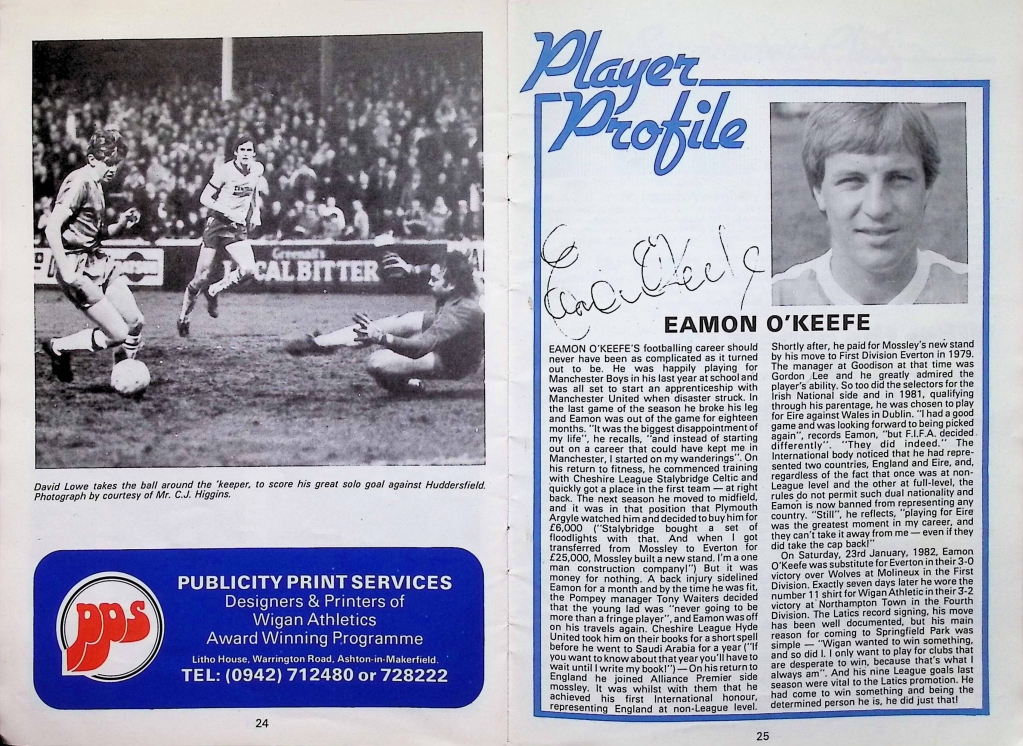 Greenall's
LOCAL BITTER
David Lowe takes the ball around the 'keeper, to score his great solo goal against Huddersfield.
Photograph by courtesy of Mr. C.J. Higgins.
pps
PUBLICITY PRINT SERVICES
Designers & Printers of
Wigan Athletics
Award Winning Programme
Litho House, Warrington Road, Ashton-in-Makerfield.
TEL: (0942) 712480 or 728222
24
Player
Profile
Eamon O'Keefe
EAMON O'KEEFE
EAMON O'KEEFE'S footballing career should
never have been as complicated as it turned
out to be. He was happily playing for
Manchester Boys in his last year at school and
was all set to start an apprenticeship with
Manchester United when disaster struck. In
the last game of the season he broke his leg
and Eamon was out of the game for eighteen
months. "It was the biggest disappointment of
my life", he recalls, "and instead of starting
out on a career that could have kept me in
Manchester, I started on my wanderings". On
his return to fitness, he commenced training
with Cheshire League Stalybridge Celtic and
quickly got a place in the first team — at right
back. The next season he moved to midfield,
and it was in that position that Plymouth
Argyle watched him and decided to buy him for
£6,000 ("Stalybridge bought a set of
floodlights with that. And when I got
transferred from Mossley to Everton for
£25,000, Mossley built a new stand. I'm a one
man construction company!") But it was
money for nothing. A back injury sidelined
Eamon for a month and by the time he was fit,
the Pompey manager Tony Waiters decided
that the young lad was "never going to be
more than a fringe player", and Eamon was off
on his travels again. Cheshire League Hyde
United took him on their books for a short spell
before he went to Saudi Arabia for a year ("If
you want to know about that year you'll have to
wait until I write my book!") — On his return to
England he joined Alliance Premier side
mossley. It was whilst with them that he
achieved his first International honour,
representing England at non-League level.
Shortly after, he paid for Mossley's new stand
by his move to First Division Everton in 1979.
The manager at Goodison at that time was
Gordon Lee and he greatly admired the
player's ability. So too did the selectors for the
Irish National side and in 1981, qualifying
through his parentage, he was chosen to play
for Eire against Wales in Dublin. "I had a good
game and was looking forward to being picked
again", records Eamon, "but F.I.F.A. decided
differently". "They did indeed." The
International body noticed that he had repre-
sented two countries, England and Eire, and,
regardless of the fact that once was at non-
League level and the other at full-level, the
rules do not permit such dual nationality and
Eamon is now banned from representing any
country. "Still", he reflects, "playing for Eire
was the greatest moment in my career, and
they can't take it away from me — even if they
did take the cap back!"
On Saturday, 23rd January, 1982, Eamon
O'Keefe was substitute for Everton in their 3-0
victory over Wolves at Molineux in the First
Division. Exactly seven days later he wore the
number 11 shirt for Wigan Athletic in their 3-2
victory at Northampton Town in the Fourth
Division. The Latics record signing, his move
has been well documented, but his main
reason for coming to Springfield Park was
simple — "Wigan wanted to win something,
and so did I. I only want to play for clubs that
are desperate to win, because that's what I
always am". And his nine League goals last
season were vital to the Latics promotion. He
had come to win something and being the
determined person he is, he did just that!
25